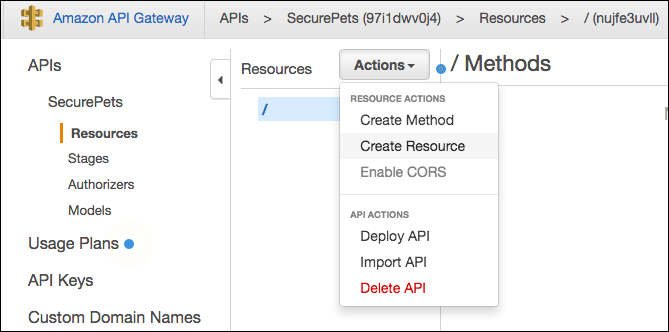 Amazon API Gateway APIs > SecurePets (97i1dwv0j4) > Resources > / (nujfe3uvll)
APIs
SecurePets
Resources
Stages
Authorizers
Models
Usage Plans
API Keys
Custom Domain Names
Resources
Actions
/ Methods
/
RESOURCE ACTIONS
Create Method
Create Resource
Enable CORS
API ACTIONS
Deploy API
Import API
Delete API